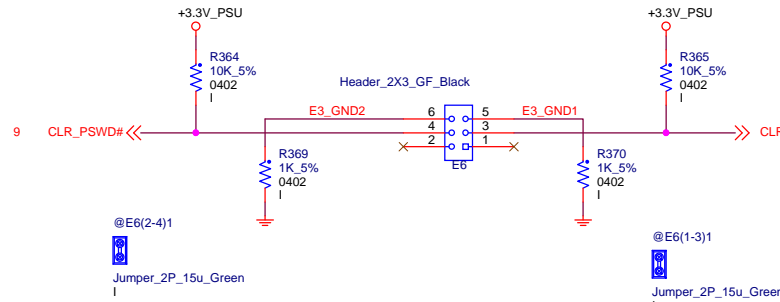 +3.3V_PSU
+3.3V_PSU
R364
10K_5%
0402
I
R365
10K_5%
0402
I
Header_2X3_GF_Black
E3_GND2
6
5
E3_GND1
9
CLR_PSWD#
4
3
CLR
2
1
E6
R369
1K_5%
0402
I
R370
1K_5%
0402
I
@E6(2-4)1
@E6(1-3)1
Jumper_2P_15u_Green
I
Jumper_2P_15u_Green